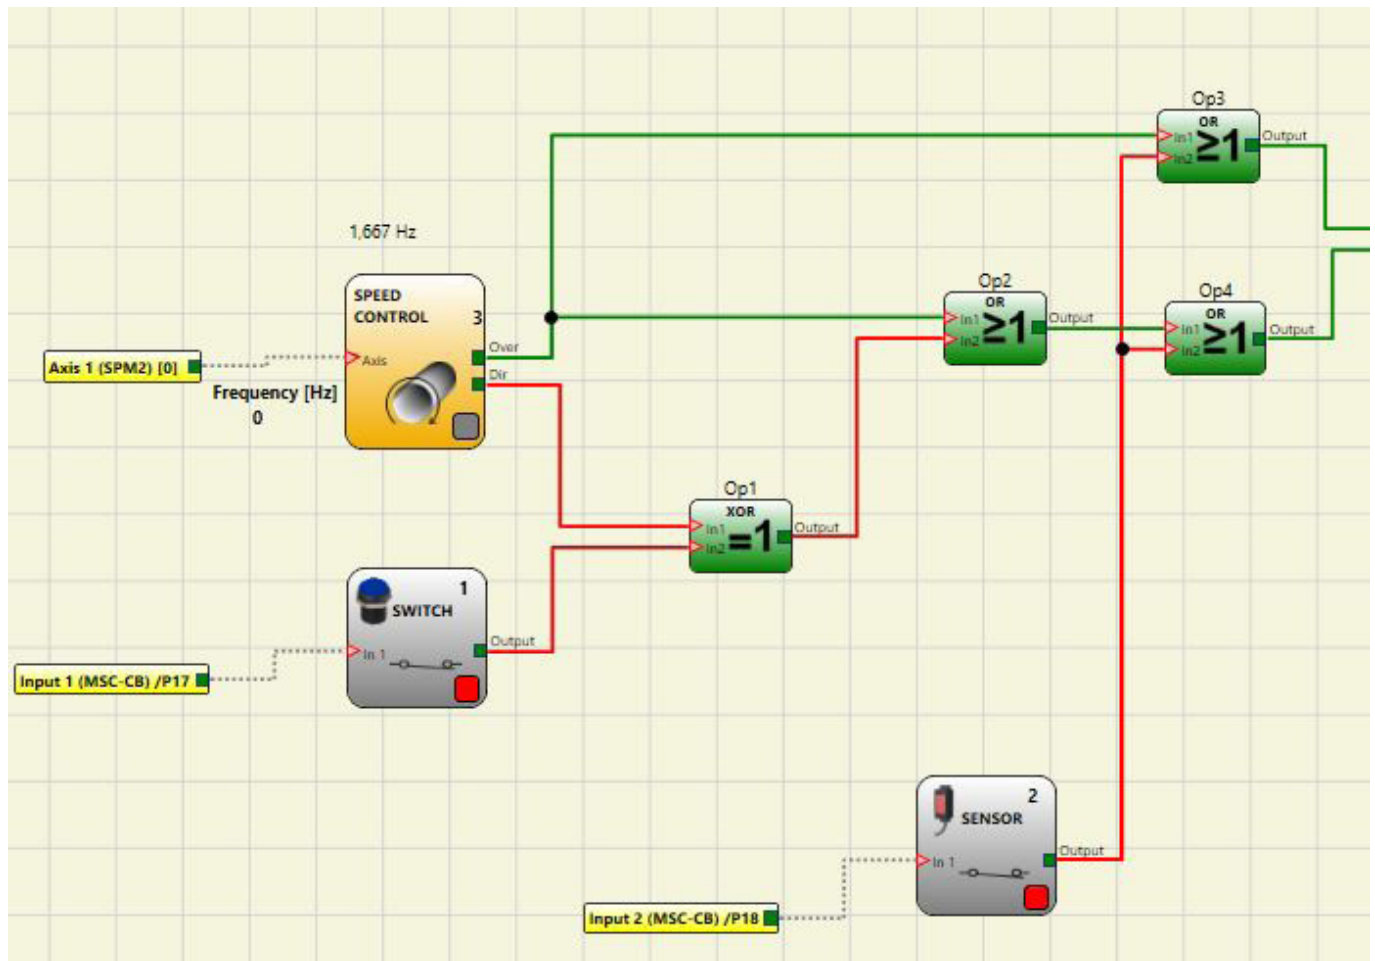 Op3
OR
In1
≥1
Output
In2
1,667 Hz
SPEED
CONTROL
3
Over
Axis
Dir
Axis 1 (SPM2) [0]
Frequency [Hz]
0
Op2
OR
In1
≥1
Output
In2
Op4
OR
In1
≥1
Output
In2
Op1
XOR
In1
=1
Output
In2
1
SWITCH
Output
In 1
Input 1 (MSC-CB) /P17
2
SENSOR
Output
In 1
Input 2 (MSC-CB) /P18